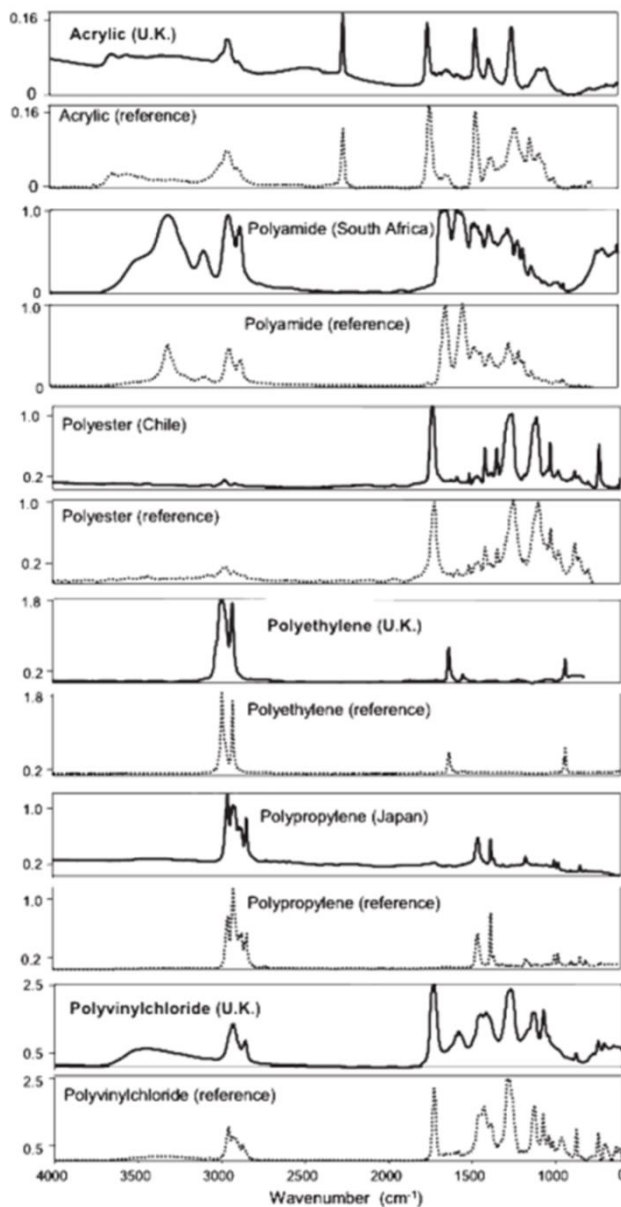 0.16
Acrylic (U.K.)
0
0.16
Acrylic (reference)
0
1.0
Polyamide (South Africa)
0
1.0
Polyamide (reference)
0
1.0
Polyester (Chile)
0.2
1.0
Polyester (reference)
0.2
1.8
Polyethylene (U.K.)
0.2
1.8
Polyethylene (reference)
0.2
1.0
Polypropylene (Japan)
0.2
1.0
Polypropylene (reference)
0.2
2.5
Polyvinylchloride (U.K.)
0.5
2.5
Polyvinylchloride (reference)
0.5
4000 3000 2000 1000
Wavenumber (cm⁻¹)